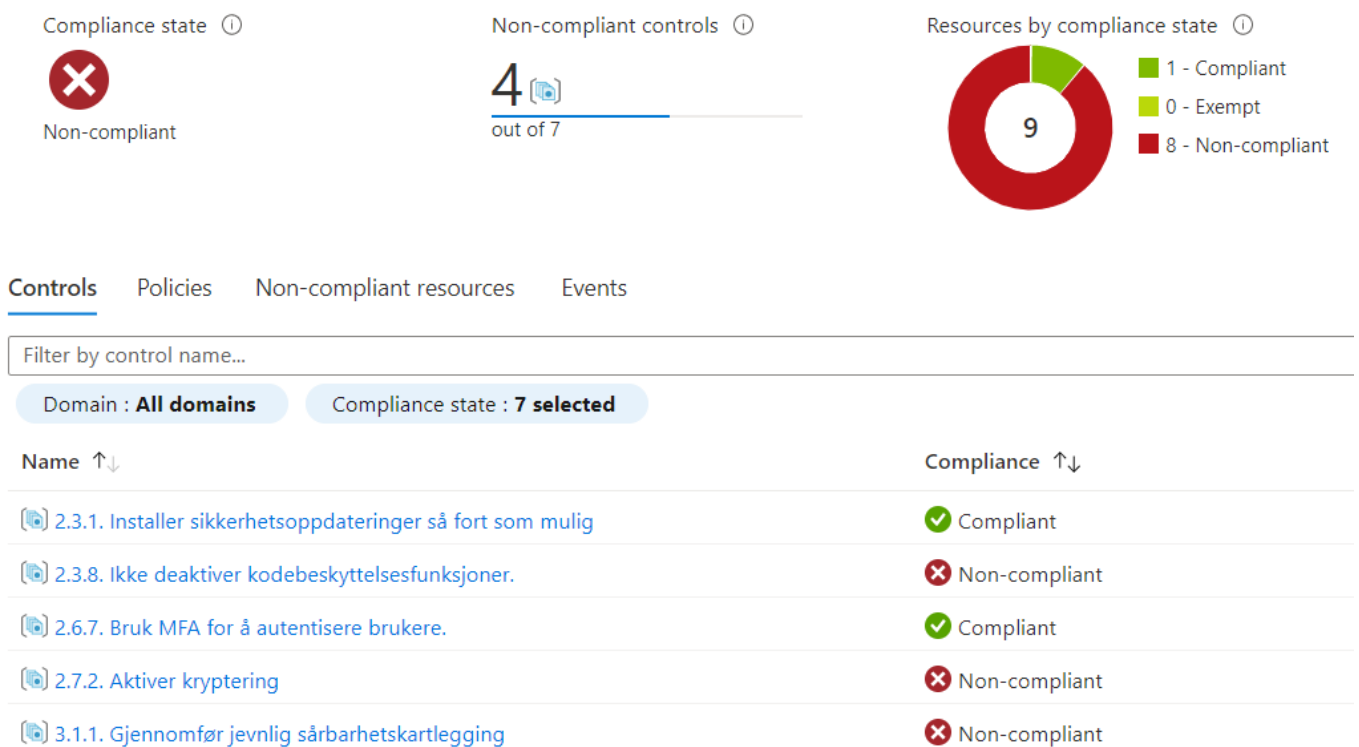 Compliance state
Non-compliant
Non-compliant controls
4
out of 7
Resources by compliance state
9
1 - Compliant
0 - Exempt
8 - Non-compliant
Controls Policies Non-compliant resources Events
Filter by control name...
Domain : All domains Compliance state : 7 selected
Name Compliance
2.3.1. Installer sikkerhetsoppdateringer så fort som mulig Compliant
2.3.8. Ikke deaktiver kodebeskyttelsesfunksjoner. Non-compliant
2.6.7. Bruk MFA for å autentisere brukere. Compliant
2.7.2. Aktiver kryptering Non-compliant
3.1.1. Gjennomfør jevnlig sårbarhetskartlegging Non-compliant